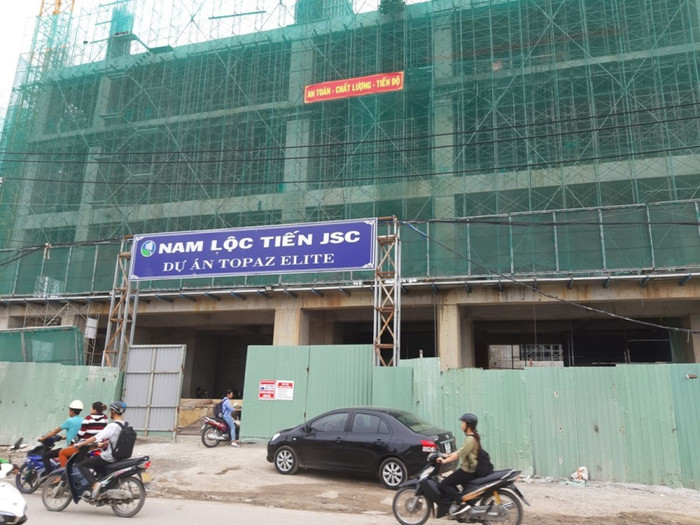 AN TOÀN - CHẤT LƯỢNG - TIẾN ĐỘ
NAM LỘC TIẾN JSC
DỰ ÁN TOPAZ ELITE